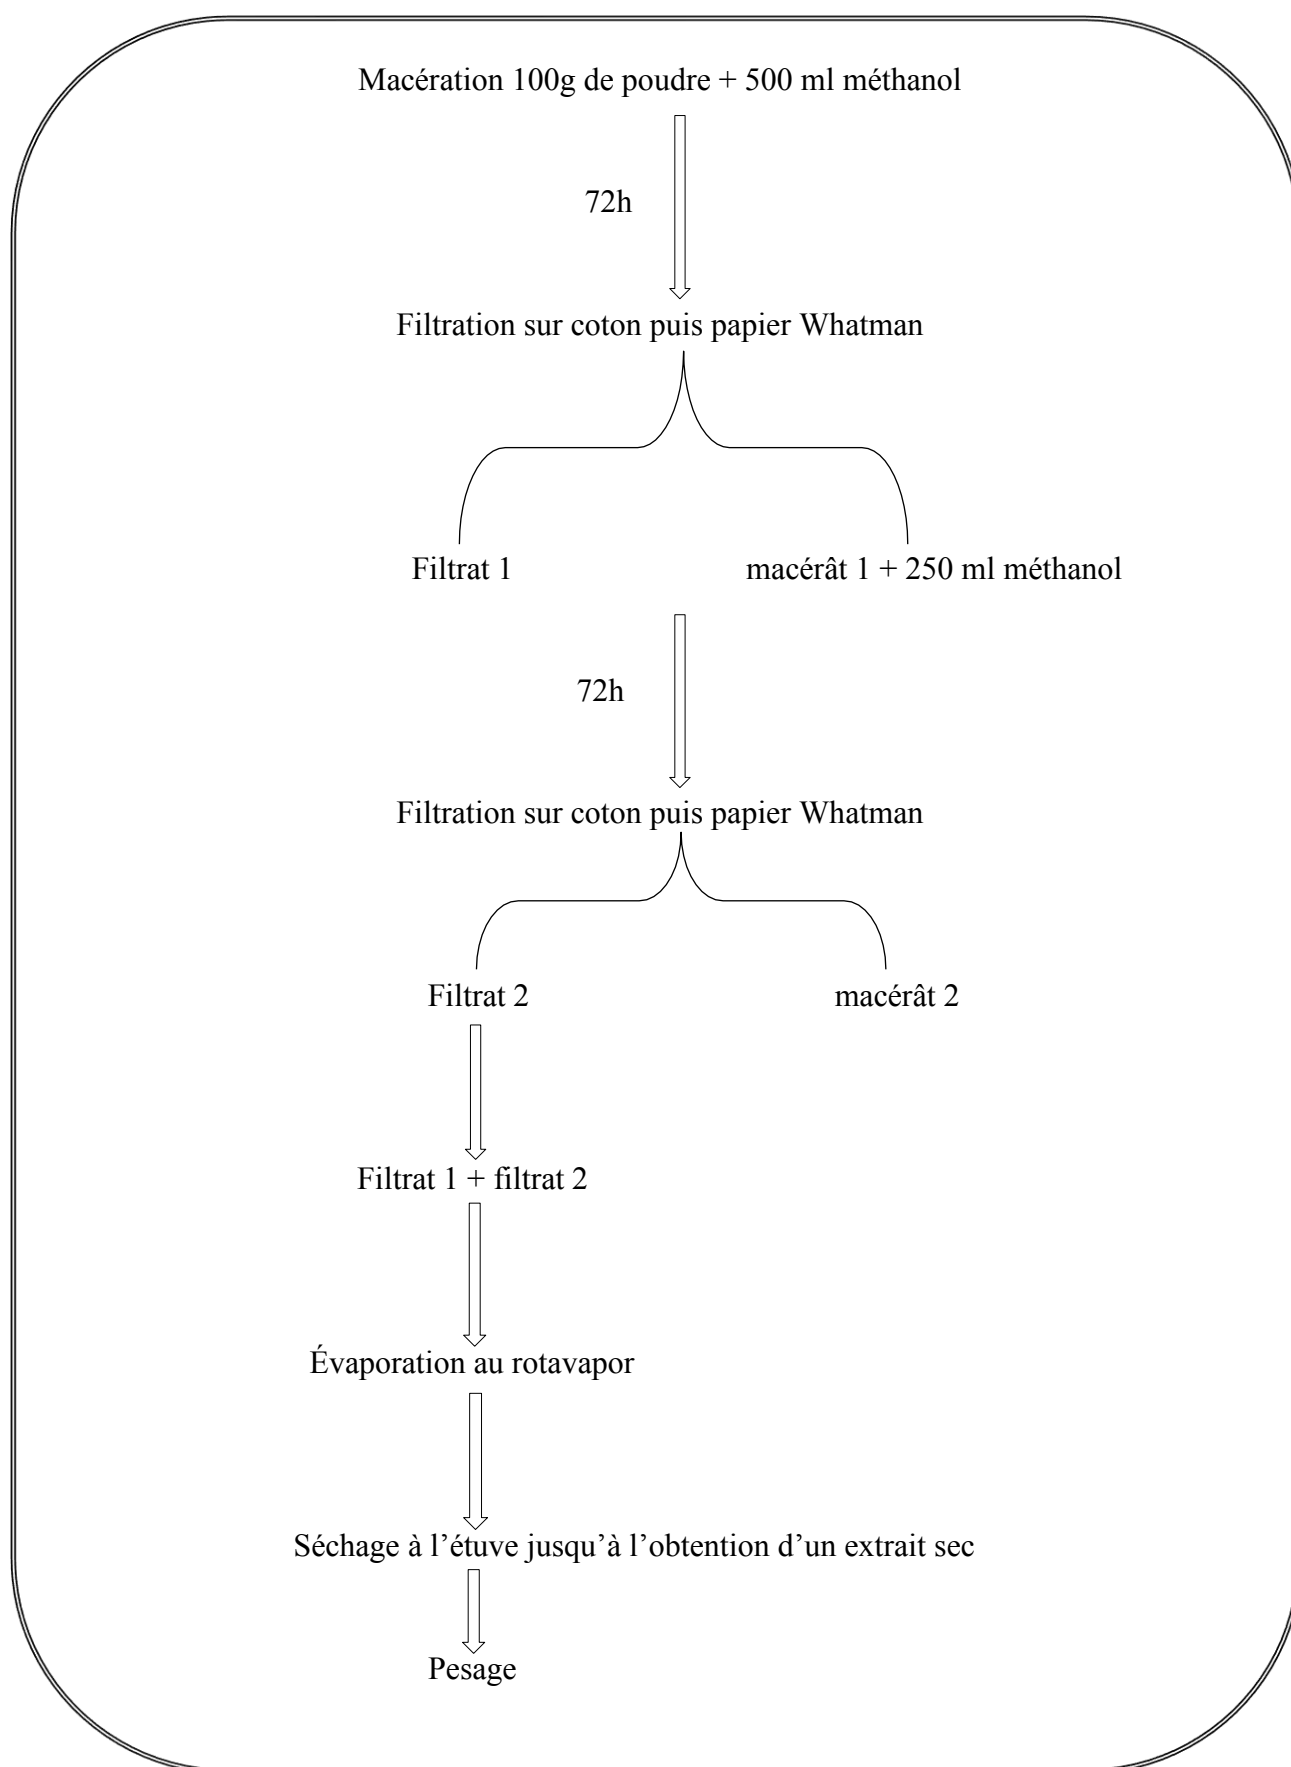 Macération 100g de poudre + 500 ml méthanol
72h
Filtration sur coton puis papier Whatman
Filtrat 1
macérât 1 + 250 ml méthanol
72h
Filtration sur coton puis papier Whatman
Filtrat 2
macérât 2
Filtrat 1 + filtrat 2
Évaporation au rotavapor
Séchage à l’étuve jusqu’à l’obtention d’un extrait sec
Pesage